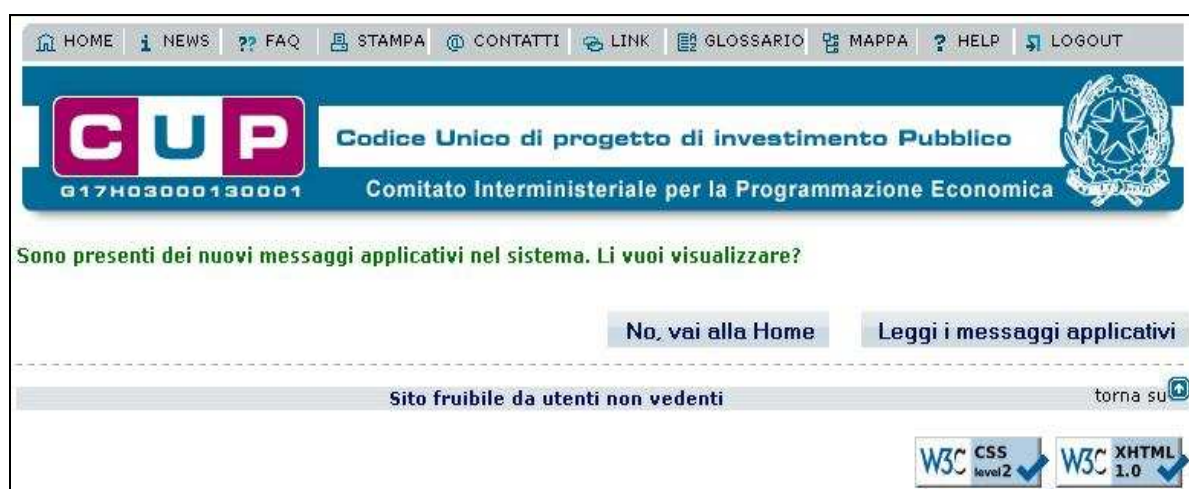 HOME NEWS FAQ STAMPA CONTATTI LINK GLOSSARIO MAPPA HELP LOGOUT
CUP
Codice Unico di progetto di investimento Pubblico
G17H03000130001
Comitato Interministeriale per la Programmazione Economica
Sono presenti dei nuovi messaggi applicativi nel sistema. Li vuoi visualizzare?
No, vai alla Home Leggi i messaggi applicativi
Sito fruibile da utenti non vedenti torna su
W3C CSS level2 W3C XHTML 1.0